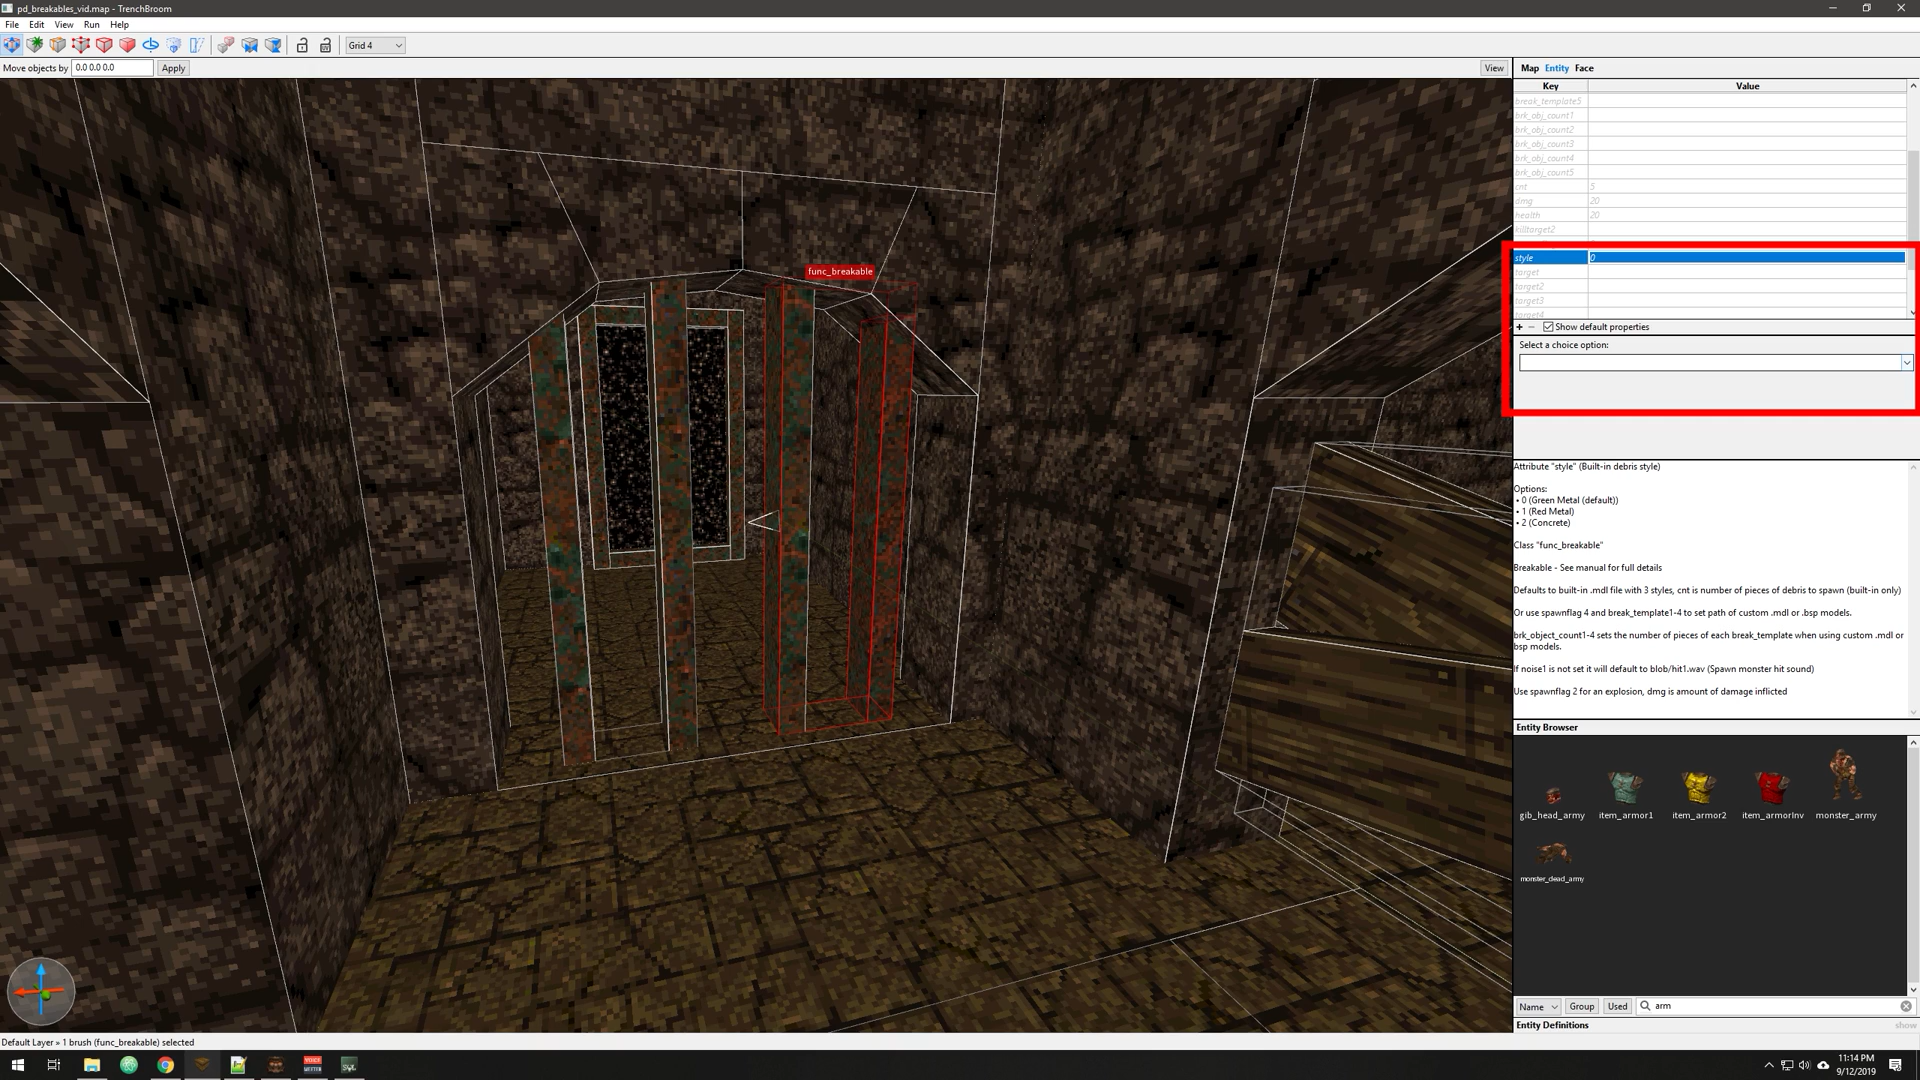 pd_breakables_vid.map - TrenchBroom
File Edit View Run Help
Grid 4
Move objects by 0.0 0.0 0.0 Apply
View
Map Entity Face
Key Value
break_template5
brk_obj_count1
brk_obj_count2
brk_obj_count3
brk_obj_count4
brk_obj_count5
cnt 5
dmg 20
health 20
killtarget2
style 0
target
target2
target3
target4
+ − Show default properties
Select a choice option:
func_breakable
Attribute "style" (Built-in debris style)
Options:
• 0 (Green Metal (default))
• 1 (Red Metal)
• 2 (Concrete)
Class "func_breakable"
Breakable - See manual for full details
Defaults to built-in .mdl file with 3 styles, cnt is number of pieces of debris to spawn (built-in only)
Or use spawnflag 4 and break_template1-4 to set path of custom .mdl or .bsp models.
brk_object_count1-4 sets the number of pieces of each break_template when using custom .mdl or
bsp models.
If noise1 is not set it will default to blob/hit1.wav (Spawn monster hit sound)
Use spawnflag 2 for an explosion, dmg is amount of damage inflicted
Entity Browser
gib_head_army item_armor1 item_armor2 item_armorInv monster_army
monster_dead_army
Name Group Used arm
Entity Definitions show
Default Layer » 1 brush (func_breakable) selected
11:14 PM
9/12/2019